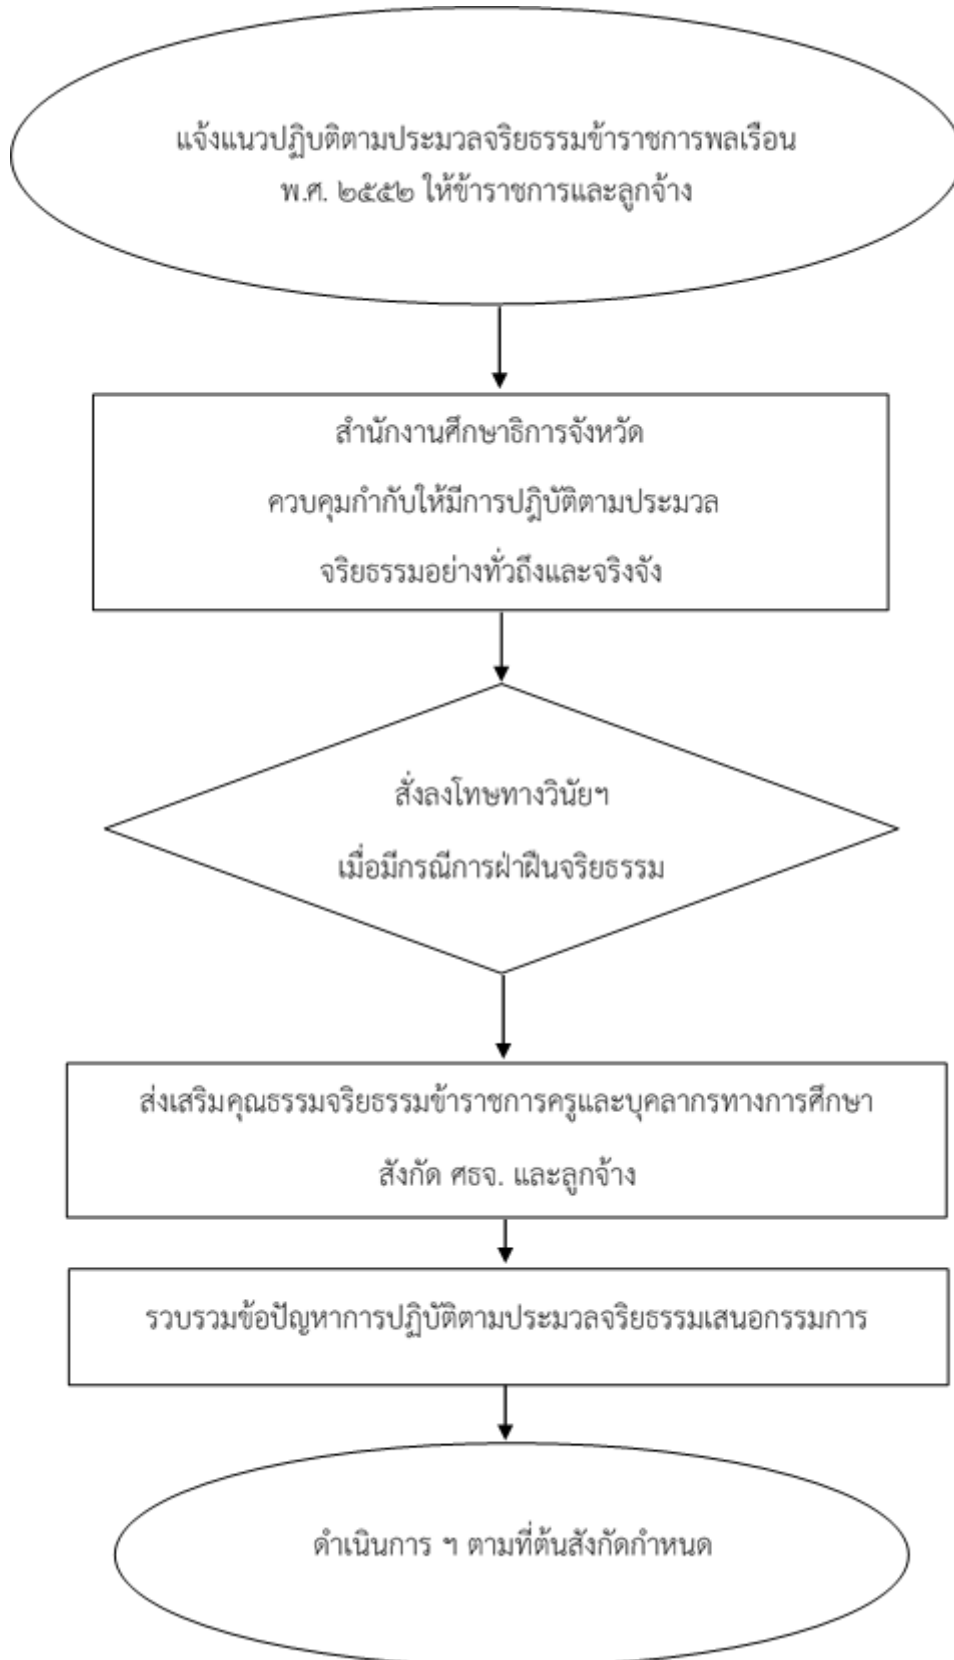 แจ้งแนวปฏิบติตามประมวลจริยธรรมข้าราชการพลเรือน
พ.ศ. ๒๕๕๒ ให้ข้าราชการและลูกจ้าง
สำนักงานศึกษาธิการจังหวัด
ควบคุมกำกับให้มีการปฎิบัติตามประมวล
จริยธรรมอย่างทั่วถึงและจริงจัง
สั่งลงโทษทางวินัยฯ
เมื่อมีกรณีการฝ่าฝืนจริยธรรม
ส่งเสริมคุณธรรมจริยธรรมข้าราชการครูและบุคลากรทางการศึกษา
สังกัด ศธจ. และลูกจ้าง
รวบรวมข้อปัญหาการปฏิบัติตามประมวลจริยธรรมเสนอกรรมการ
ดำเนินการ ฯ ตามที่ต้นสังกัดกำหนด